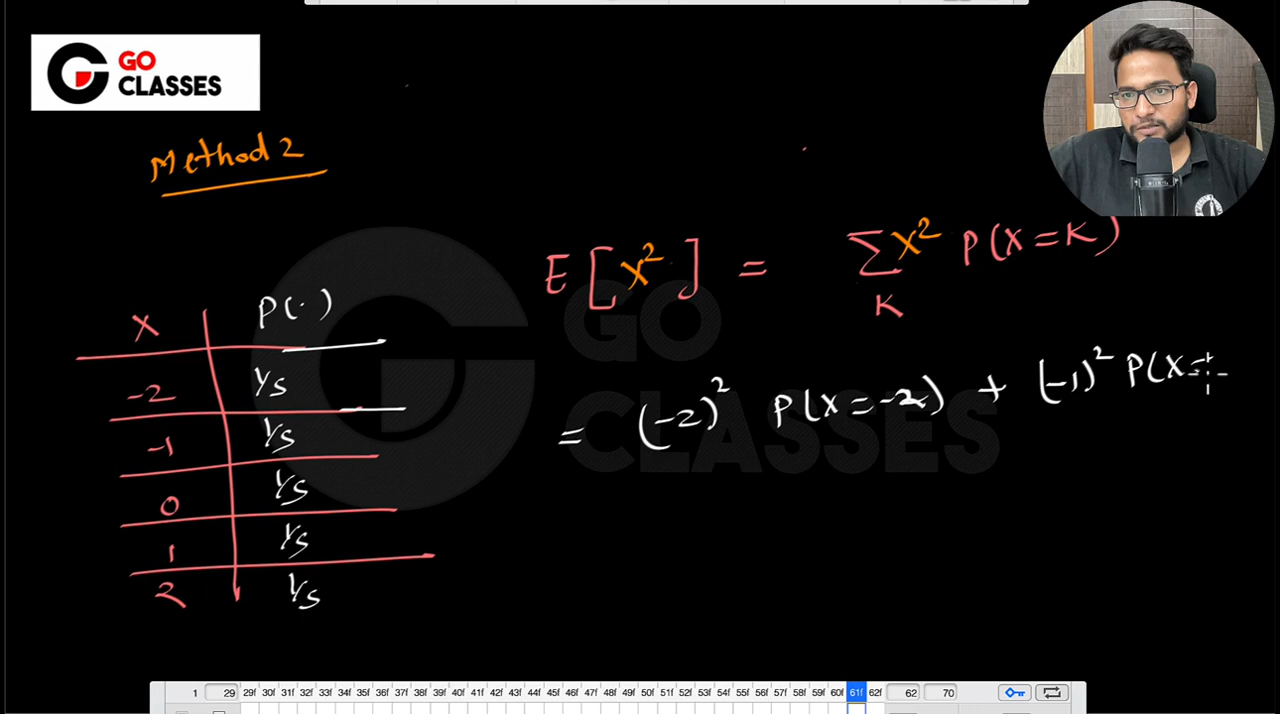 GO
CLASSES
Method 2
E[X²] = Σ X² P(X=K)
K
X P(.)
-2 1/5
-1 1/5
0 1/5
1 1/5
2 1/5
= (-2)² P(X=-2) + (-1)² P(X=
GO
CLASSES
1 29 29f 30f 31f 32f 33f 34f 35f 36f 37f 38f 39f 40f 41f 42f 43f 44f 45f 46f 47f 48f 49f 50f 51f 52f 53f 54f 55f 56f 57f 58f 59f 60f 61f 62f 62 70